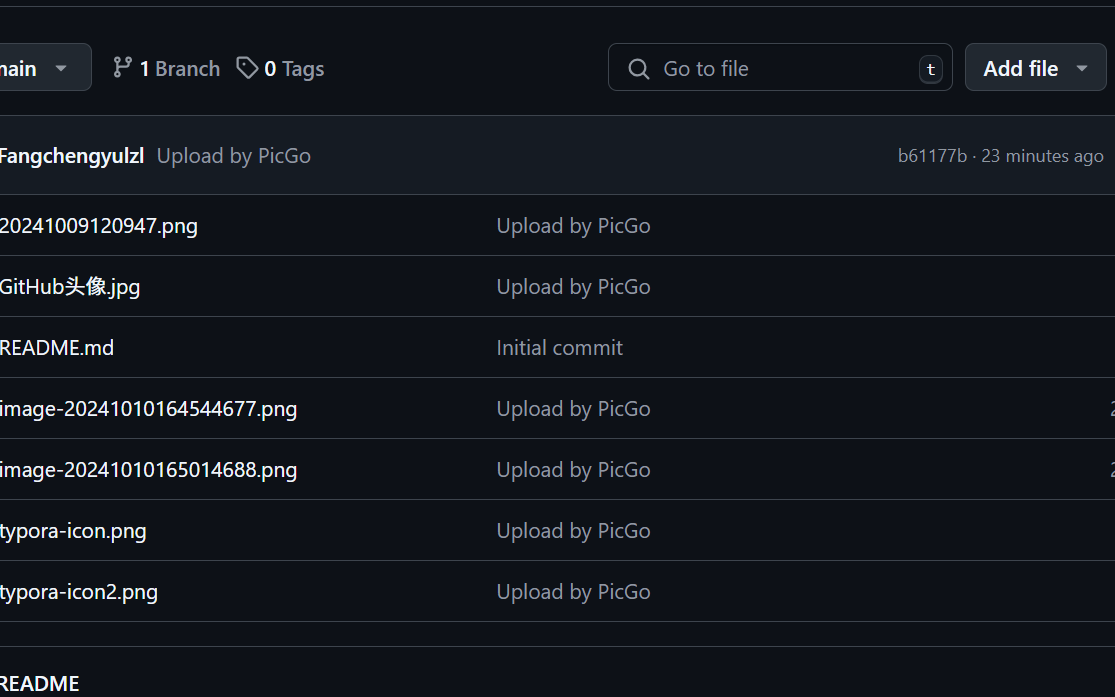 main 1 Branch 0 Tags Go to file t Add file
Fangchengyulzl Upload by PicGo b61177b · 23 minutes ago
20241009120947.png Upload by PicGo
GitHub头像.jpg Upload by PicGo
README.md Initial commit
image-20241010164544677.png Upload by PicGo 2
image-20241010165014688.png Upload by PicGo 2
typora-icon.png Upload by PicGo
typora-icon2.png Upload by PicGo
README